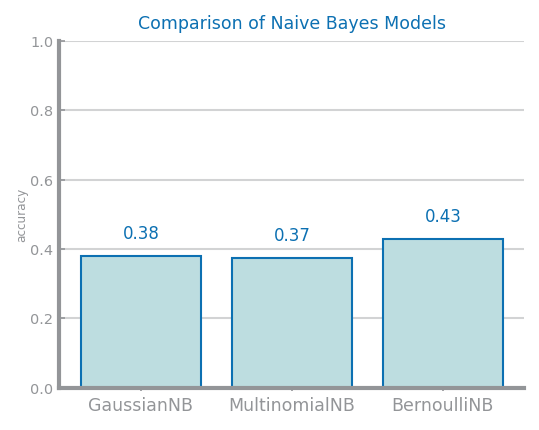 Comparison of Naive Bayes Models
1.0
0.8
0.6
0.4
0.2
0.0
accuracy
0.38
0.37
0.43
GaussianNB
MultinomialNB
BernoulliNB